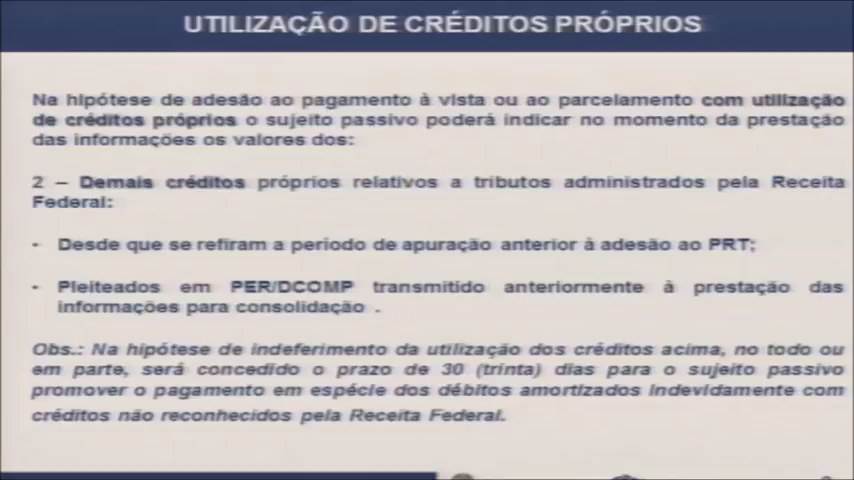 UTILIZAÇÃO DE CRÉDITOS PRÓPRIOS
Na hipótese de adesão ao pagamento à vista ou ao parcelamento com utilização
de créditos próprios o sujeito passivo poderá indicar no momento da prestação
das informações os valores dos:
2 – Demais créditos próprios relativos a tributos administrados pela Receita
Federal:
• Desde que se refiram a período de apuração anterior à adesão ao PRT;
• Pleiteados em PER/DCOMP transmitido anteriormente à prestação das
informações para consolidação .
Obs.: Na hipótese de indeferimento da utilização dos créditos acima, no todo ou
em parte, será concedido o prazo de 30 (trinta) dias para o sujeito passivo
promover o pagamento em espécie dos débitos amortizados indevidamente com
créditos não reconhecidos pela Receita Federal.